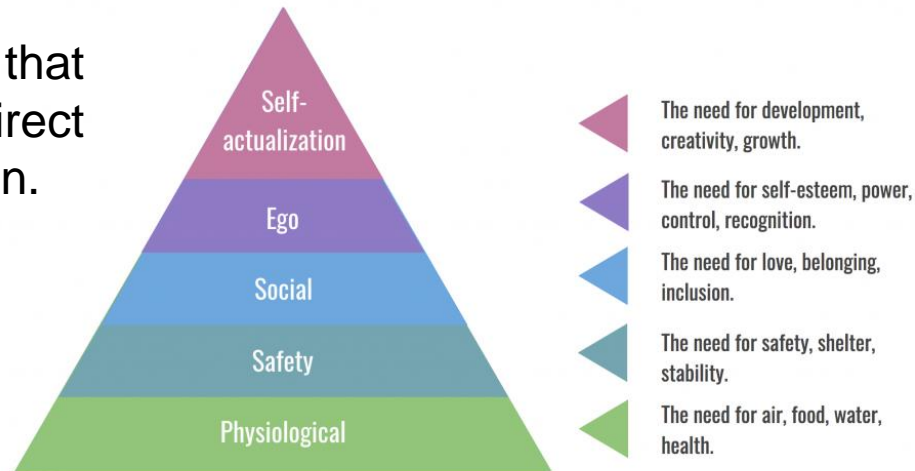 that
irect
n.
Self-
actualization
Ego
Social
Safety
Physiological
The need for development,
creativity, growth.
The need for self-esteem, power,
control, recognition.
The need for love, belonging,
inclusion.
The need for safety, shelter,
stability.
The need for air, food, water,
health.